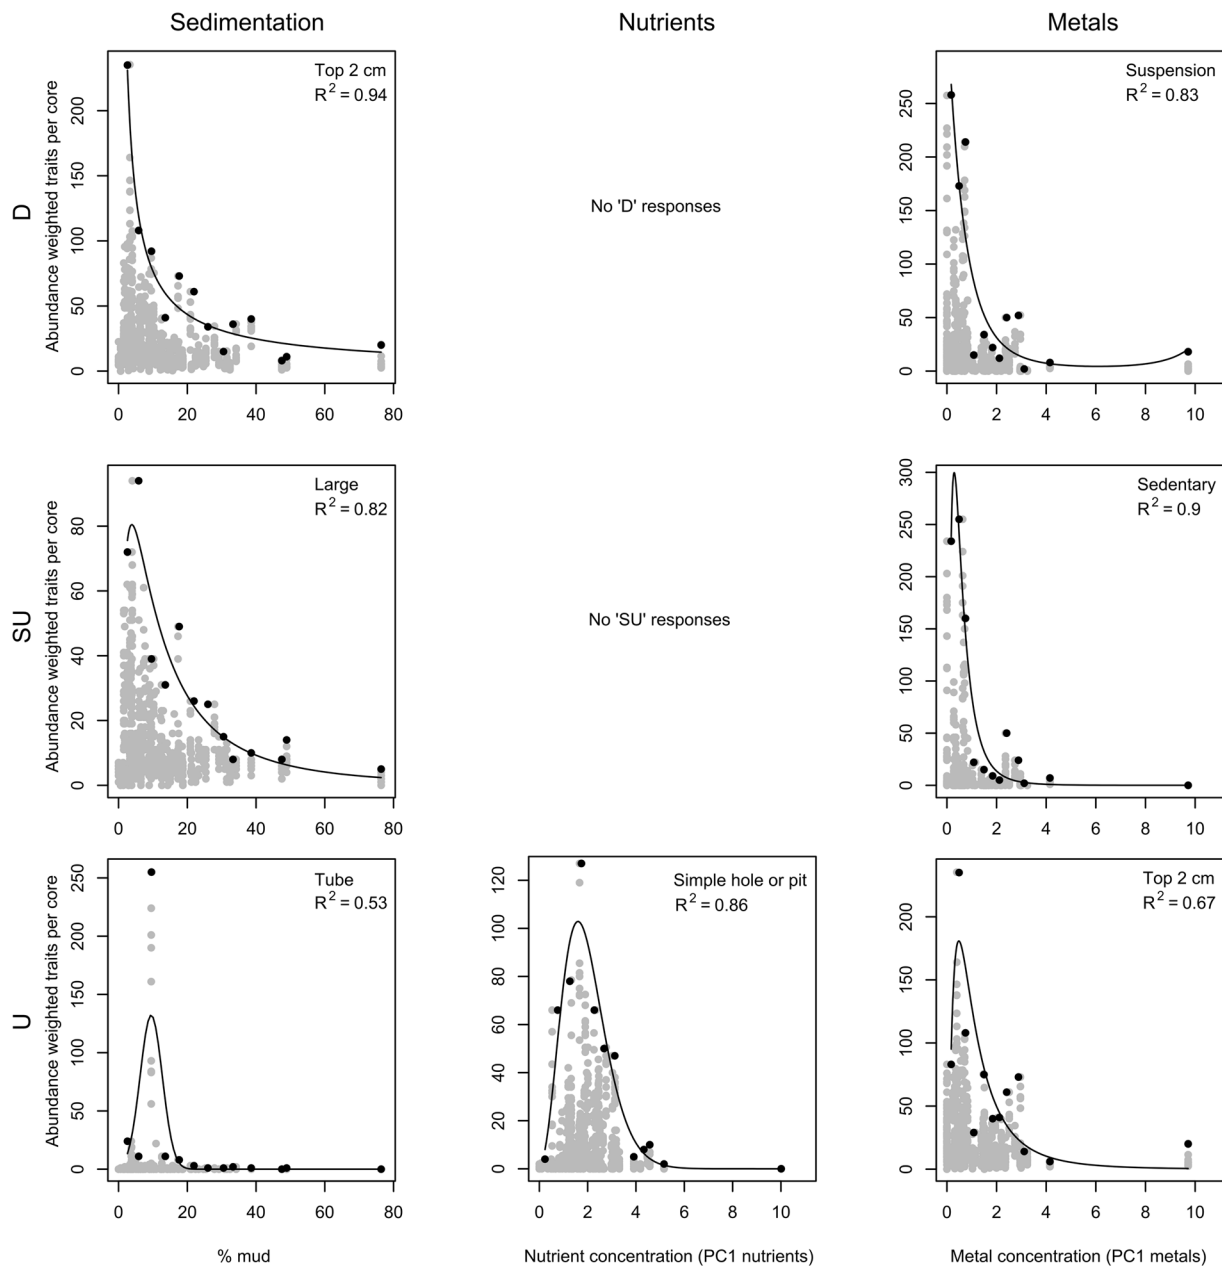 Sedimentation
Nutrients
Metals
D
Abundance weighted traits per core
0
50
100
150
200
0 20 40 60 80
Top 2 cm
R² = 0.94
No 'D' responses
0
50
100
150
200
250
0 2 4 6 8 10
Suspension
R² = 0.83
SU
Abundance weighted traits per core
0
20
40
60
80
0 20 40 60 80
Large
R² = 0.82
No 'SU' responses
0
50
100
150
200
250
300
0 2 4 6 8 10
Sedentary
R² = 0.9
U
Abundance weighted traits per core
0
50
100
150
200
250
0 20 40 60 80
Tube
R² = 0.53
% mud
0
20
40
60
80
100
120
0 2 4 6 8 10
Simple hole or pit
R² = 0.86
Nutrient concentration (PC1 nutrients)
0
50
100
150
200
0 2 4 6 8 10
Top 2 cm
R² = 0.67
Metal concentration (PC1 metals)